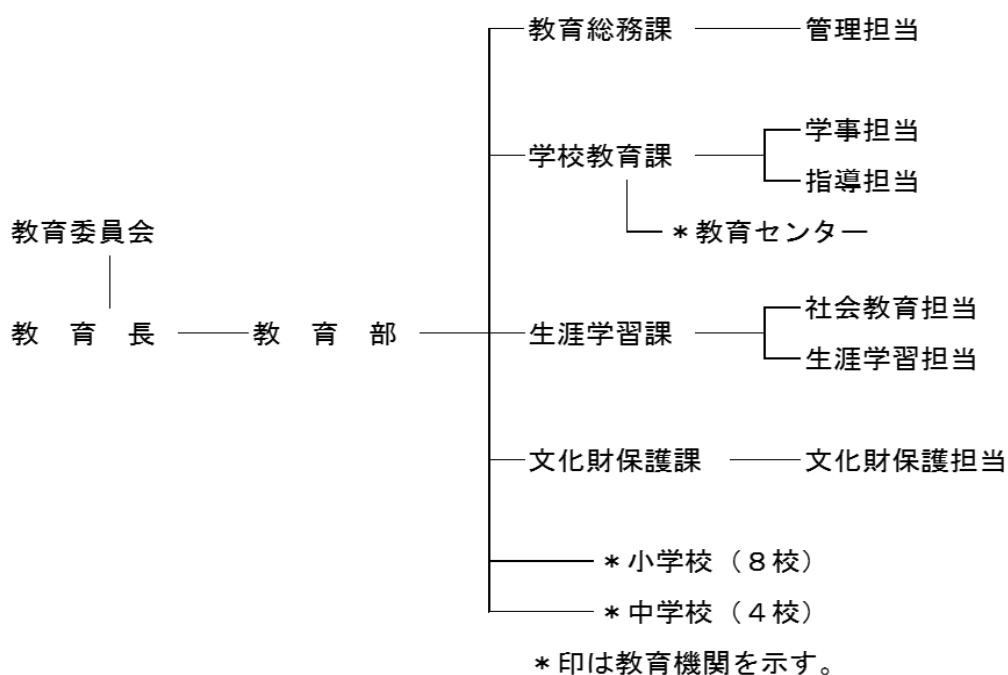 教育総務課 管理担当
学事担当
学校教育課
指導担当
教育委員会 ＊教育センター
社会教育担当
教　育　長 教　育　部 生涯学習課
生涯学習担当
文化財保護課 文化財保護担当
＊小学校（８校）
＊中学校（４校）
＊印は教育機関を示す。